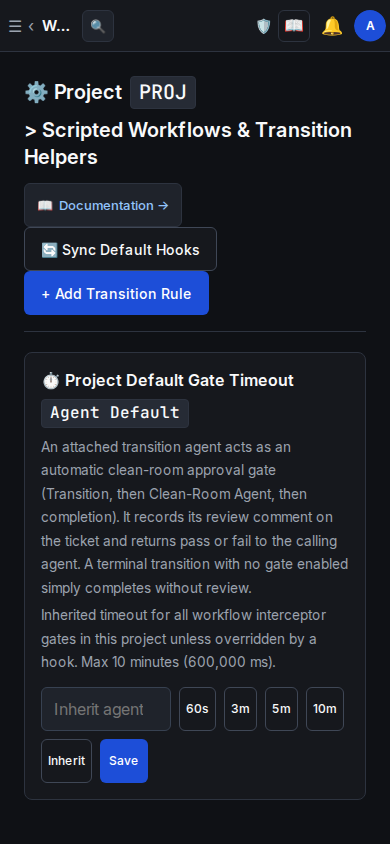 ☰ ‹ W... 🔍 🛡️ 📖 🔔 A
⚙️ Project PROJ
> Scripted Workflows & Transition
Helpers
📖 Documentation →
🔄 Sync Default Hooks
+ Add Transition Rule
⏱️ Project Default Gate Timeout
Agent Default
An attached transition agent acts as an
automatic clean-room approval gate
(Transition, then Clean-Room Agent, then
completion). It records its review comment on
the ticket and returns pass or fail to the calling
agent. A terminal transition with no gate enabled
simply completes without review.
Inherited timeout for all workflow interceptor
gates in this project unless overridden by a
hook. Max 10 minutes (600,000 ms).
Inherit agent 60s 3m 5m 10m
Inherit Save